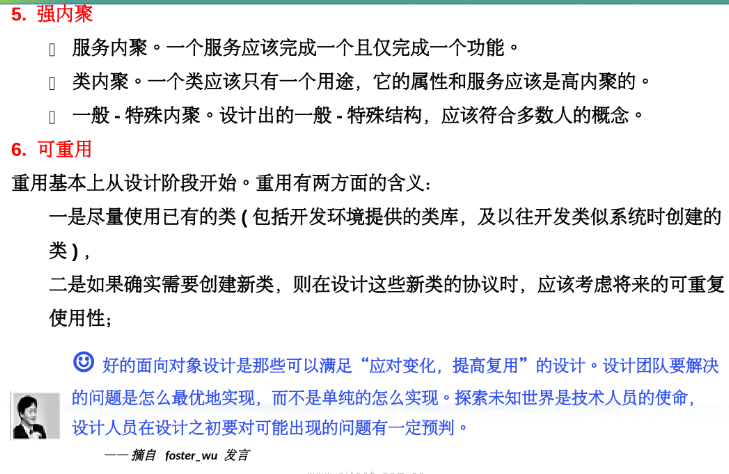 5. 强内聚
服务内聚。一个服务应该完成一个且仅完成一个功能。
类内聚。一个类应该只有一个用途，它的属性和服务应该是高内聚的。
一般 - 特殊内聚。设计出的一般 - 特殊结构，应该符合多数人的概念。
6. 可重用
重用基本上从设计阶段开始。重用有两方面的含义：
一是尽量使用已有的类 ( 包括开发环境提供的类库，及以往开发类似系统时创建的
类 ) ，
二是如果确实需要创建新类，则在设计这些新类的协议时，应该考虑将来的可重复
使用性；
好的面向对象设计是那些可以满足“应对变化，提高复用”的设计。设计团队要解决
的问题是怎么最优地实现，而不是单纯的怎么实现。探索未知世界是技术人员的使命，
设计人员在设计之初要对可能出现的问题有一定预判。
—— 摘自 foster_wu 发言